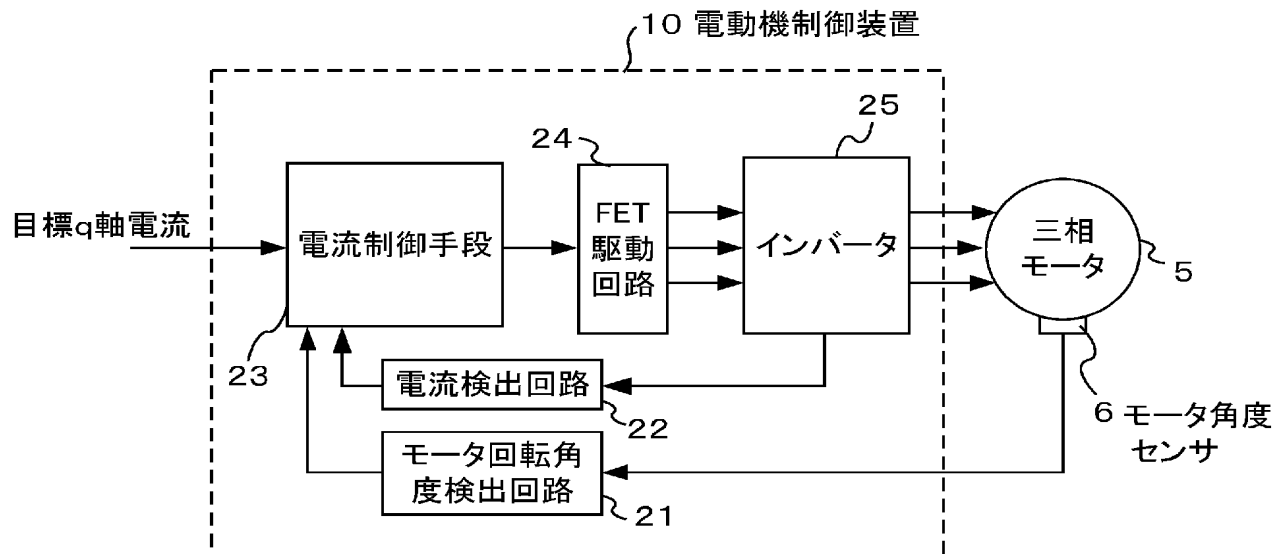 10 電動機制御装置
25
24
目標q軸電流
電流制御手段
FET
駆動
回路
インバータ
三相
モータ
5
23
電流検出回路
22
6 モータ角度
センサ
モータ回転角
度検出回路
21